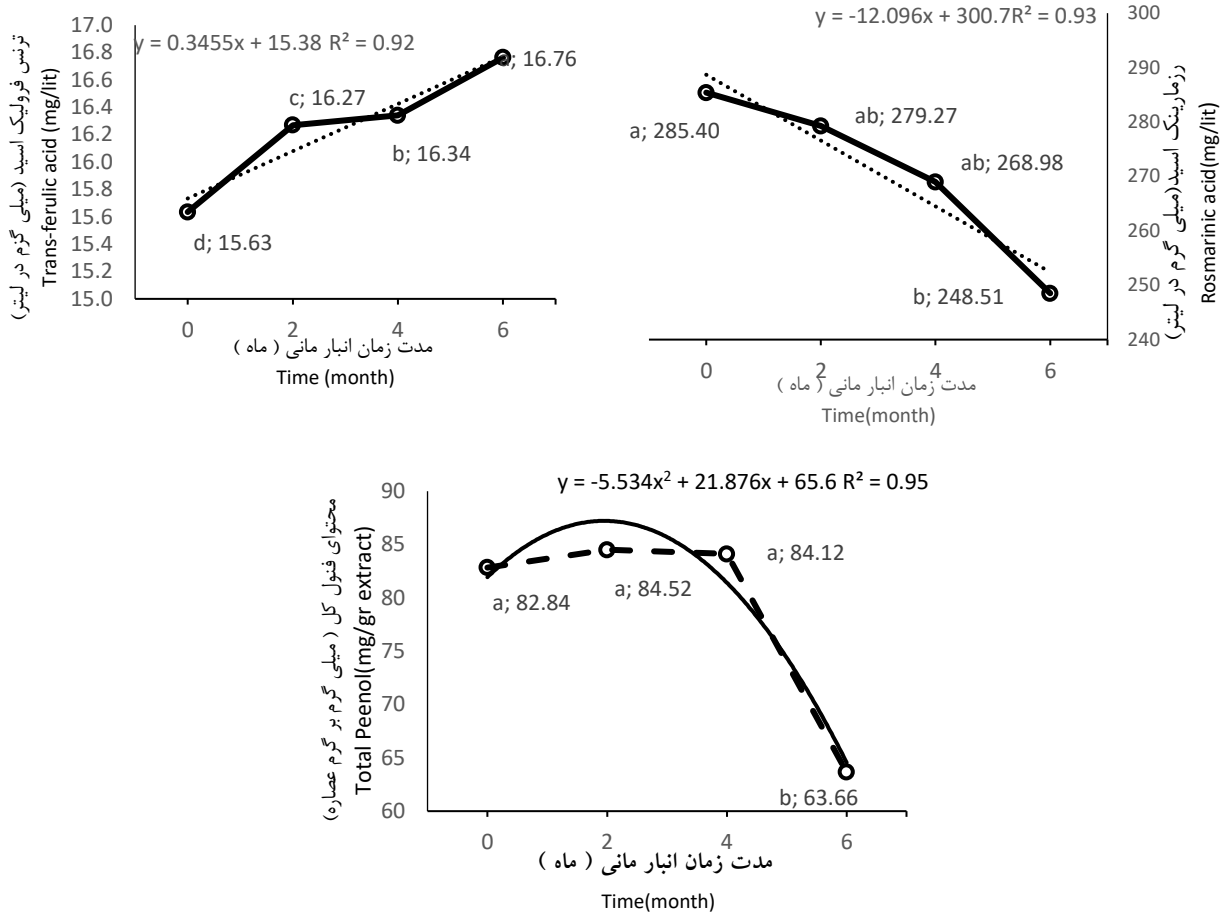 y = 0.3455x + 15.38 R² = 0.92
ترنس فرولیک اسید (میلی گرم در لیتر)
Trans-ferulic acid (mg/lit)
17.0
16.8
16.6
16.4
16.2
16.0
15.8
15.6
15.4
15.2
15.0
d; 15.63
c; 16.27
b; 16.34
; 16.76
0 2 4 6
مدت زمان انبار مانی ( ماه )
Time (month)
y = -12.096x + 300.7R² = 0.93
300
290
280
270
260
250
240
رزمارینک اسید(میلی گرم در لیتر)
Rosmarinic acid(mg/lit)
a; 285.40
ab; 279.27
ab; 268.98
b; 248.51
0 2 4 6
مدت زمان انبار مانی ( ماه )
Time(month)
y = -5.534x² + 21.876x + 65.6 R² = 0.95
محتوای فنول کل ( میلی گرم بر گرم عصاره)
Total Peenol(mg/gr extract)
90
85
80
75
70
65
60
a; 82.84
a; 84.52
a; 84.12
b; 63.66
0 2 4 6
مدت زمان انبار مانی ( ماه )
Time(month)